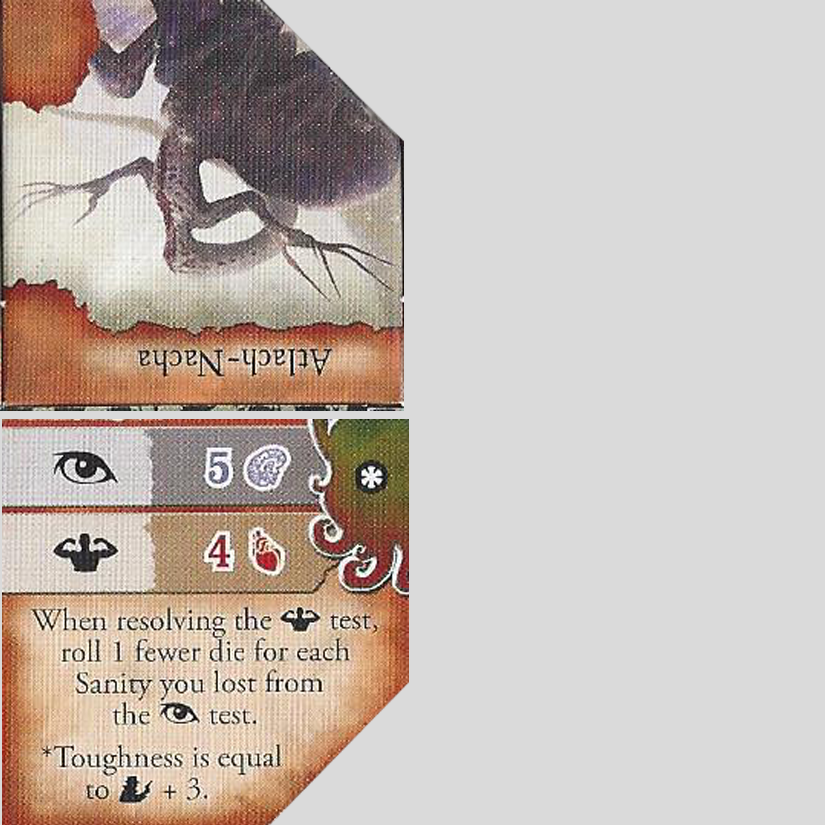 Atlach-Nacha
5
*
4
When resolving the test,
roll 1 fewer die for each
Sanity you lost from
the test.
*Toughness is equal
to + 3.